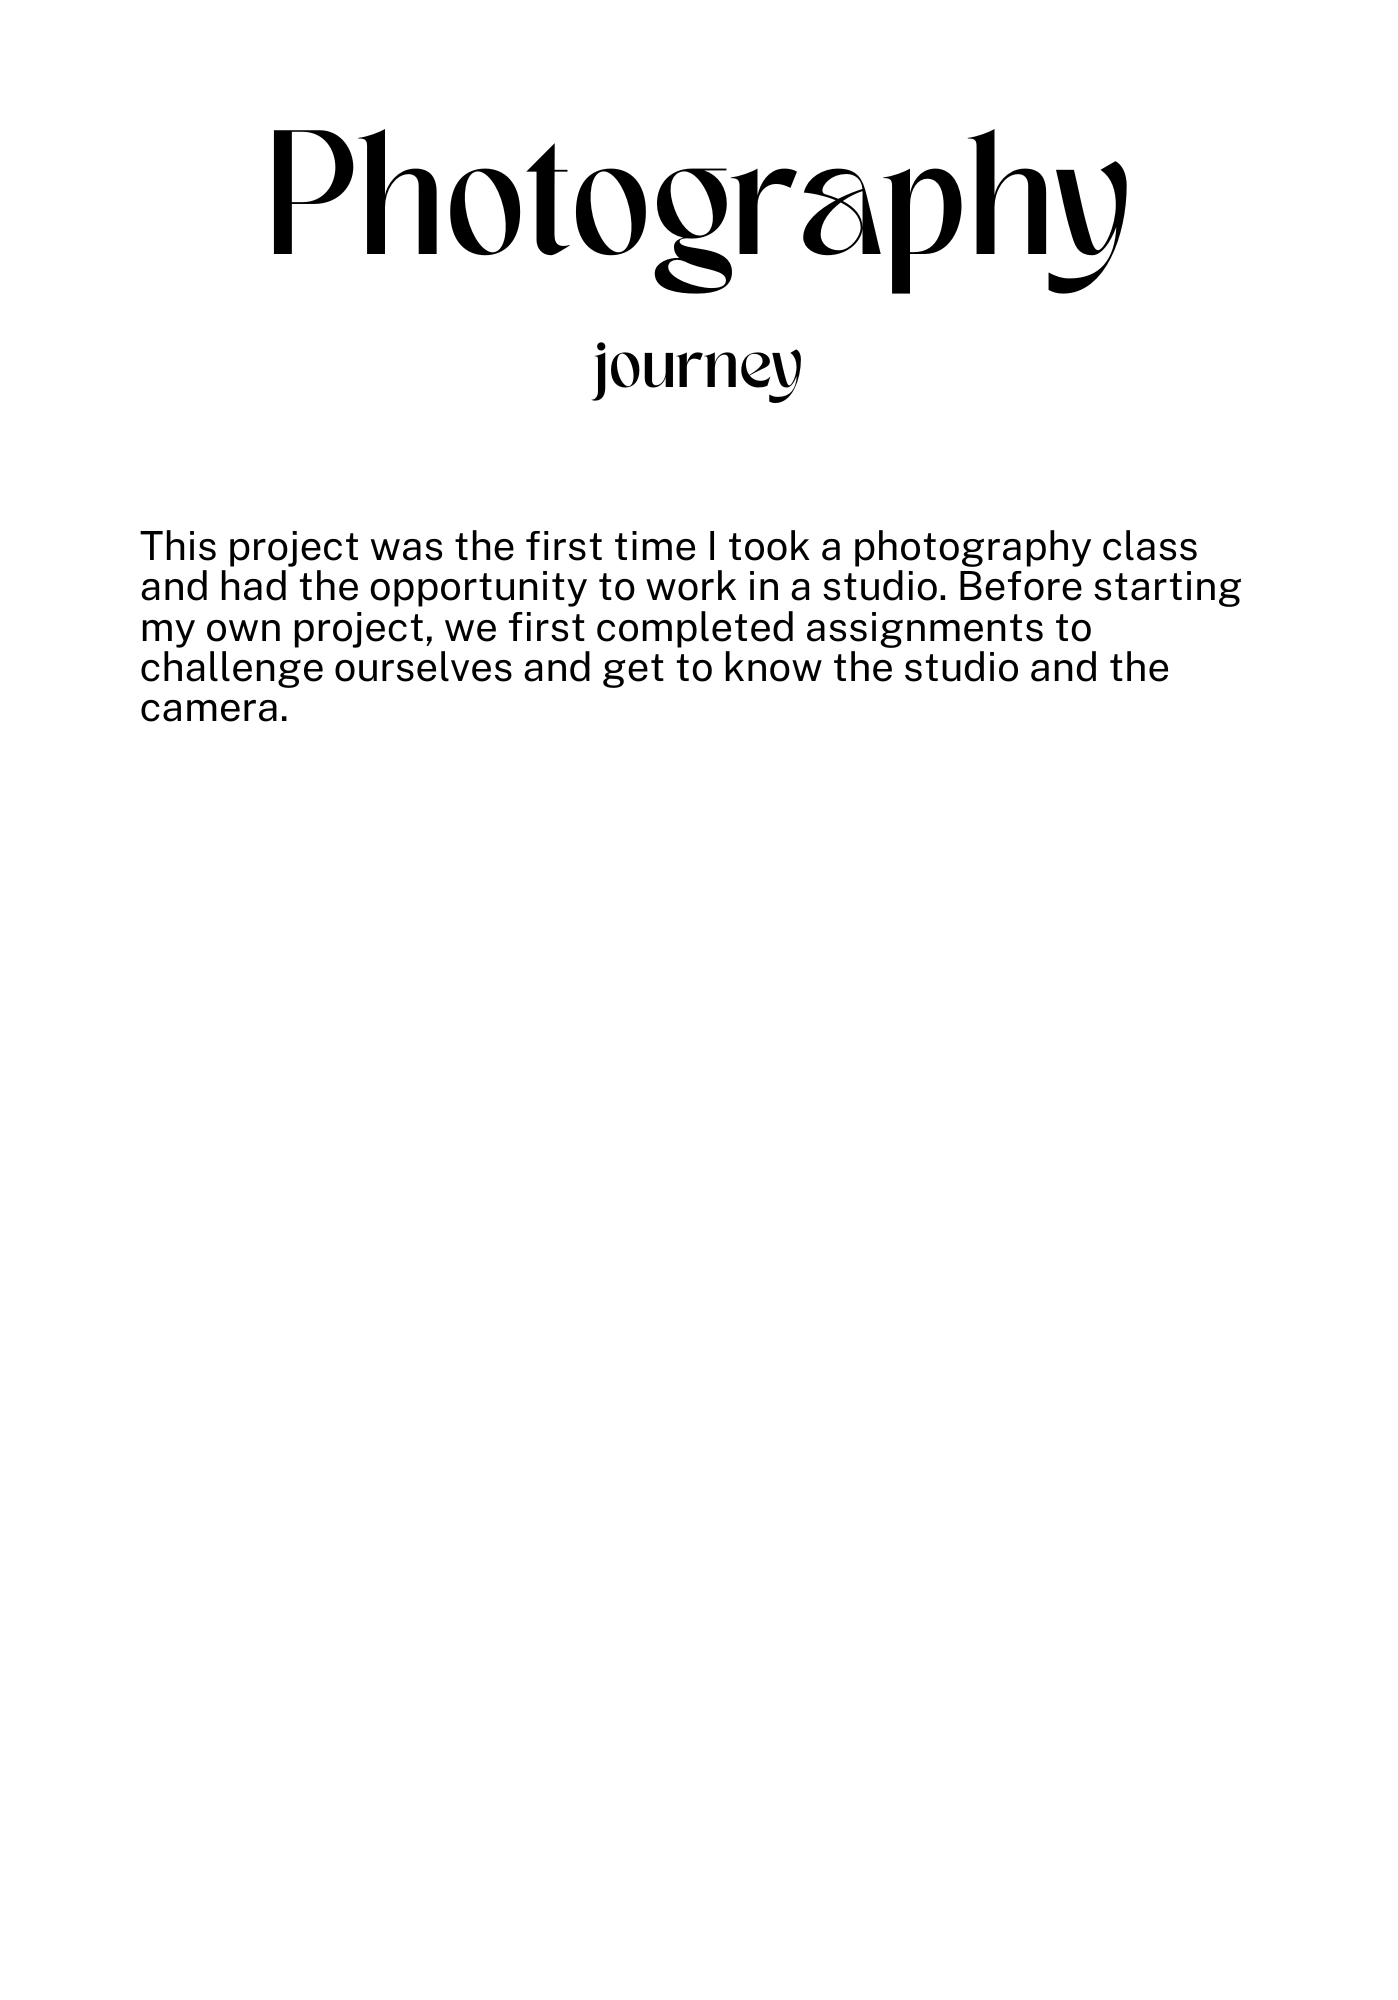 Photography
journey
This project was the first time I took a photography class
and had the opportunity to work in a studio. Before starting
my own project, we first completed assignments to
challenge ourselves and get to know the studio and the
camera.